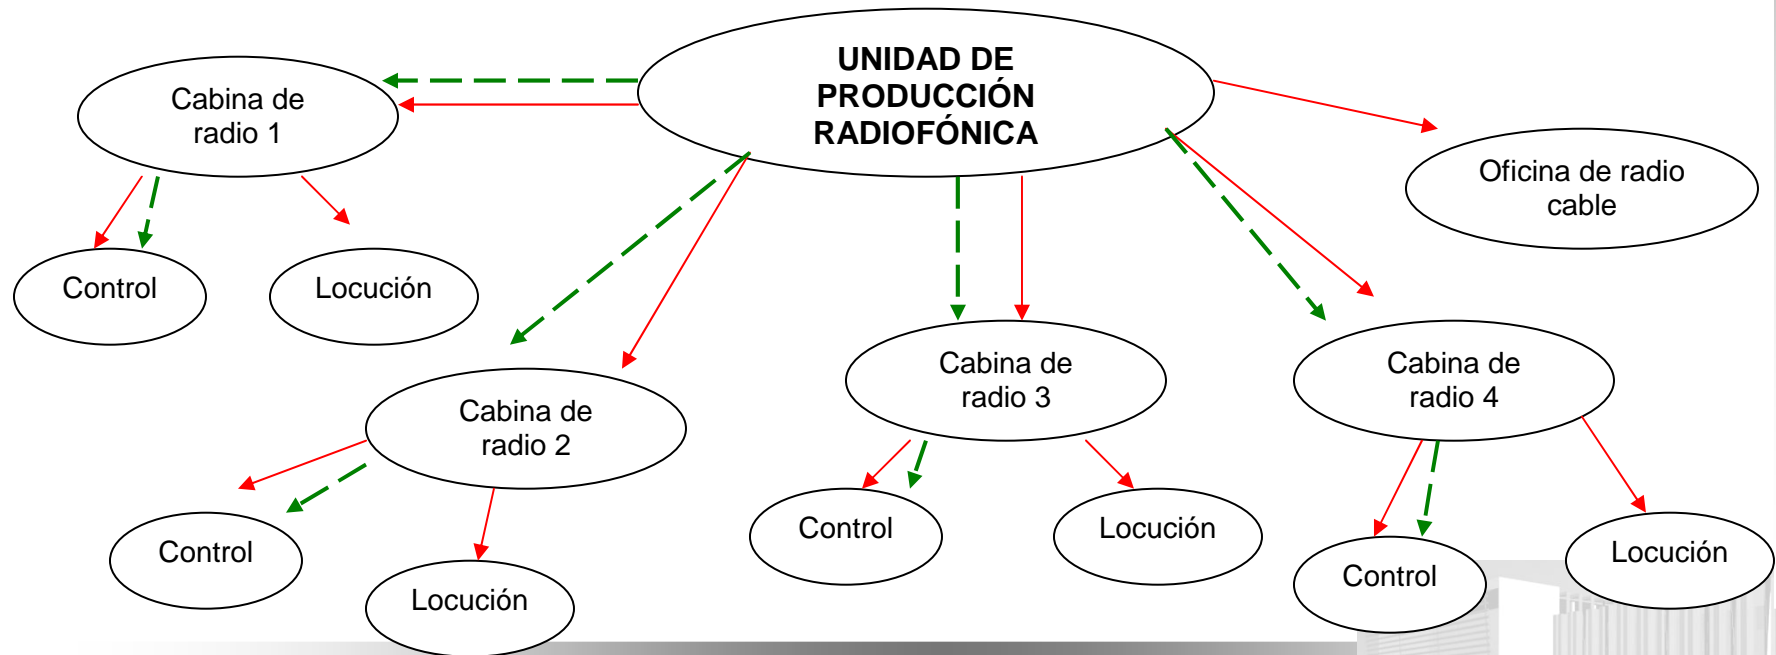 UNIDAD DE
PRODUCCIÓN
RADIOFÓNICA
Cabina de
radio 1
Oficina de radio
cable
Control
Locución
Cabina de
radio 2
Cabina de
radio 3
Cabina de
radio 4
Control
Locución
Control
Locución
Control
Locución